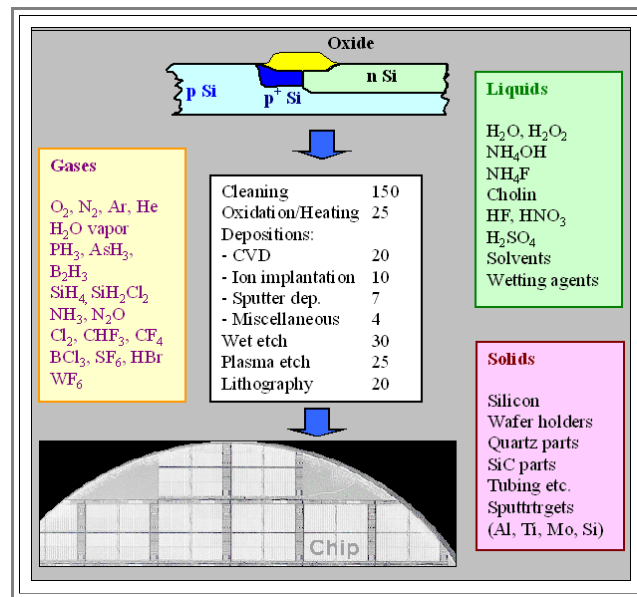 Oxide
n Si
p Si
p⁺ Si
Gases
O₂, N₂, Ar, He
H₂O vapor
PH₃, AsH₃,
B₂H₃
SiH₄, SiH₂Cl₂
NH₃, N₂O
Cl₂, CHF₃, CF₄
BCl₃, SF₆, HBr
WF₆
Cleaning 150
Oxidation/Heating 25
Depositions:
- CVD 20
- Ion implantation 10
- Sputter dep. 7
- Miscellaneous 4
Wet etch 30
Plasma etch 25
Lithography 20
Liquids
H₂O, H₂O₂
NH₄OH
NH₄F
Cholin
HF, HNO₃
H₂SO₄
Solvents
Wetting agents
Solids
Silicon
Wafer holders
Quartz parts
SiC parts
Tubing etc.
Sputtrtrgets
(Al, Ti, Mo, Si)
Chip